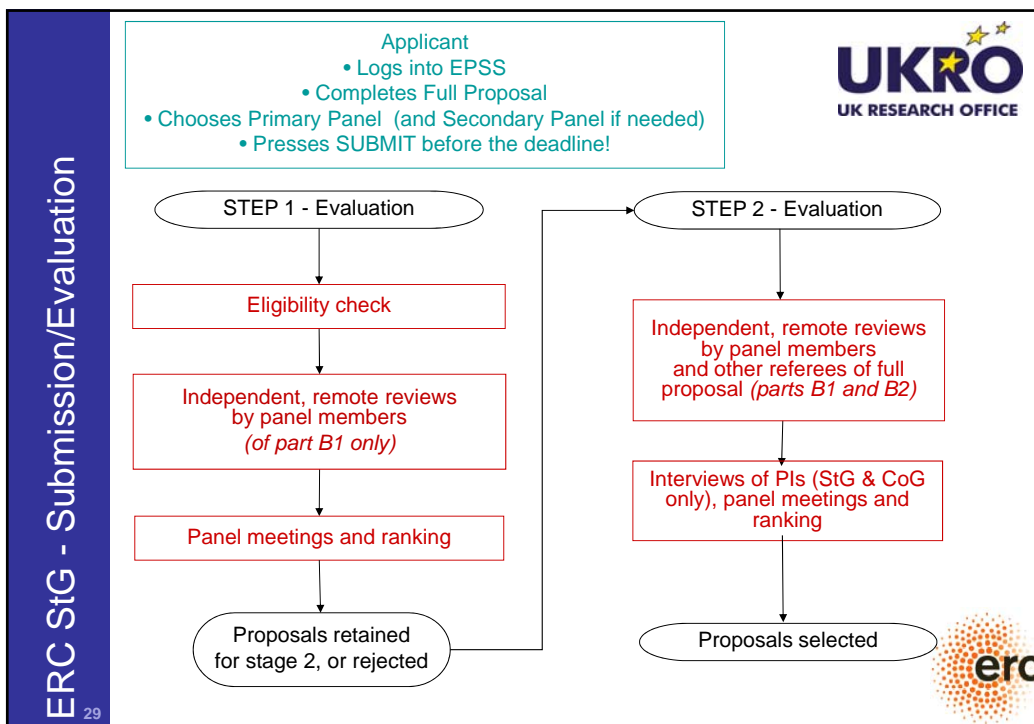 ERC StG - Submission/Evaluation
29
Applicant
• Logs into EPSS
• Completes Full Proposal
• Chooses Primary Panel (and Secondary Panel if needed)
• Presses SUBMIT before the deadline!
UKRO
UK RESEARCH OFFICE
STEP 1 - Evaluation
Eligibility check
Independent, remote reviews
by panel members
(of part B1 only)
Panel meetings and ranking
Proposals retained
for stage 2, or rejected
STEP 2 - Evaluation
Independent, remote reviews
by panel members
and other referees of full
proposal (parts B1 and B2)
Interviews of PIs (StG & CoG
only), panel meetings and
ranking
Proposals selected
erc